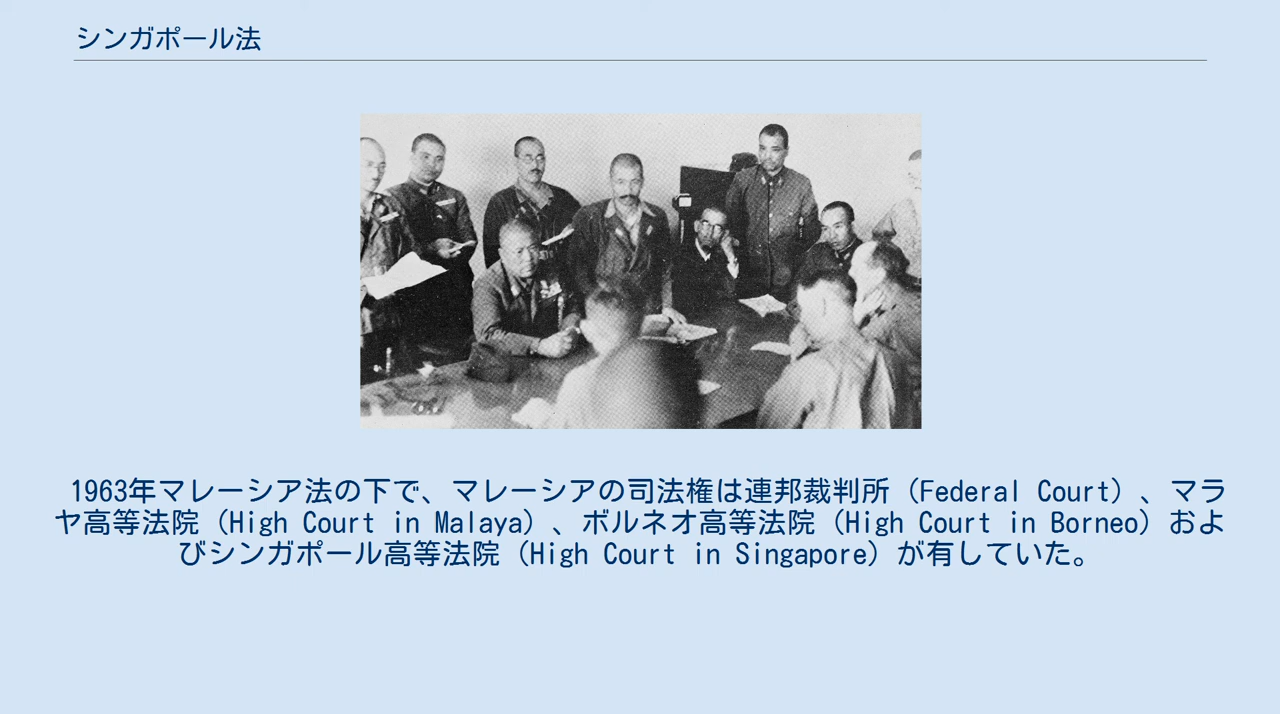 シンガポール法
1963年マレーシア法の下で、マレーシアの司法権は連邦裁判所（Federal Court）、マラ
ヤ高等法院（High Court in Malaya）、ボルネオ高等法院（High Court in Borneo）およ
びシンガポール高等法院（High Court in Singapore）が有していた。